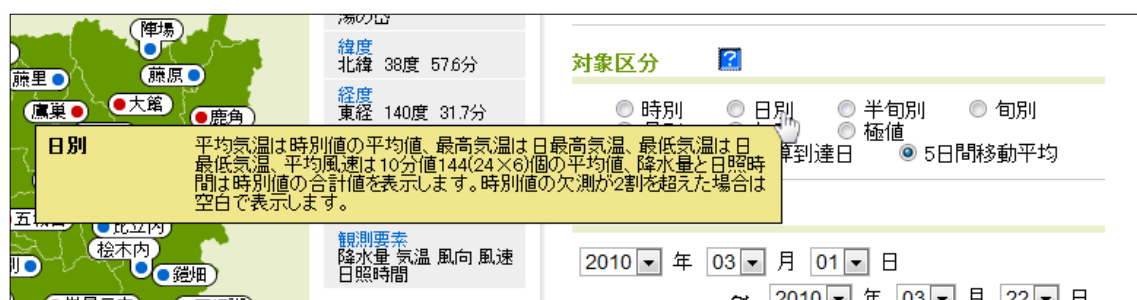 陣場
藤里
藤原
鷹巣
大館
鹿角
桧木内
鎧畑
緯度
北緯 38度 57.6分
経度
東経 140度 31.7分
対象区分 ?
時別 日別 半旬別 旬別
極値
算到達日 5日間移動平均
日別 平均気温は時別値の平均値、最高気温は日最高気温、最低気温は日
最低気温、平均風速は10分値144(24×6)個の平均値、降水量と日照時
間は時別値の合計値を表示します。時別値の欠測が2割を超えた場合は
空白で表示します。
観測要素
降水量 気温 風向 風速
日照時間
2010 年 03 月 01 日
~ 2010 年 03 月 22 日